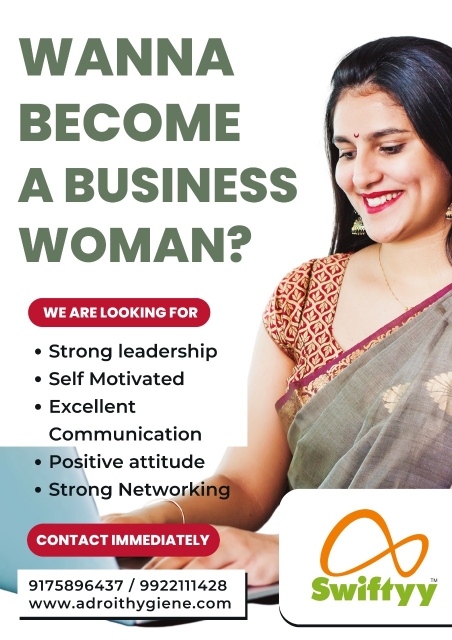 WANNA
BECOME
A BUSINESS
WOMAN?
WE ARE LOOKING FOR
• Strong leadership
• Self Motivated
• Excellent
Communication
• Positive attitude
• Strong Networking
CONTACT IMMEDIATELY
9175896437 / 9922111428
www.adroithygiene.com
Swiftyy™